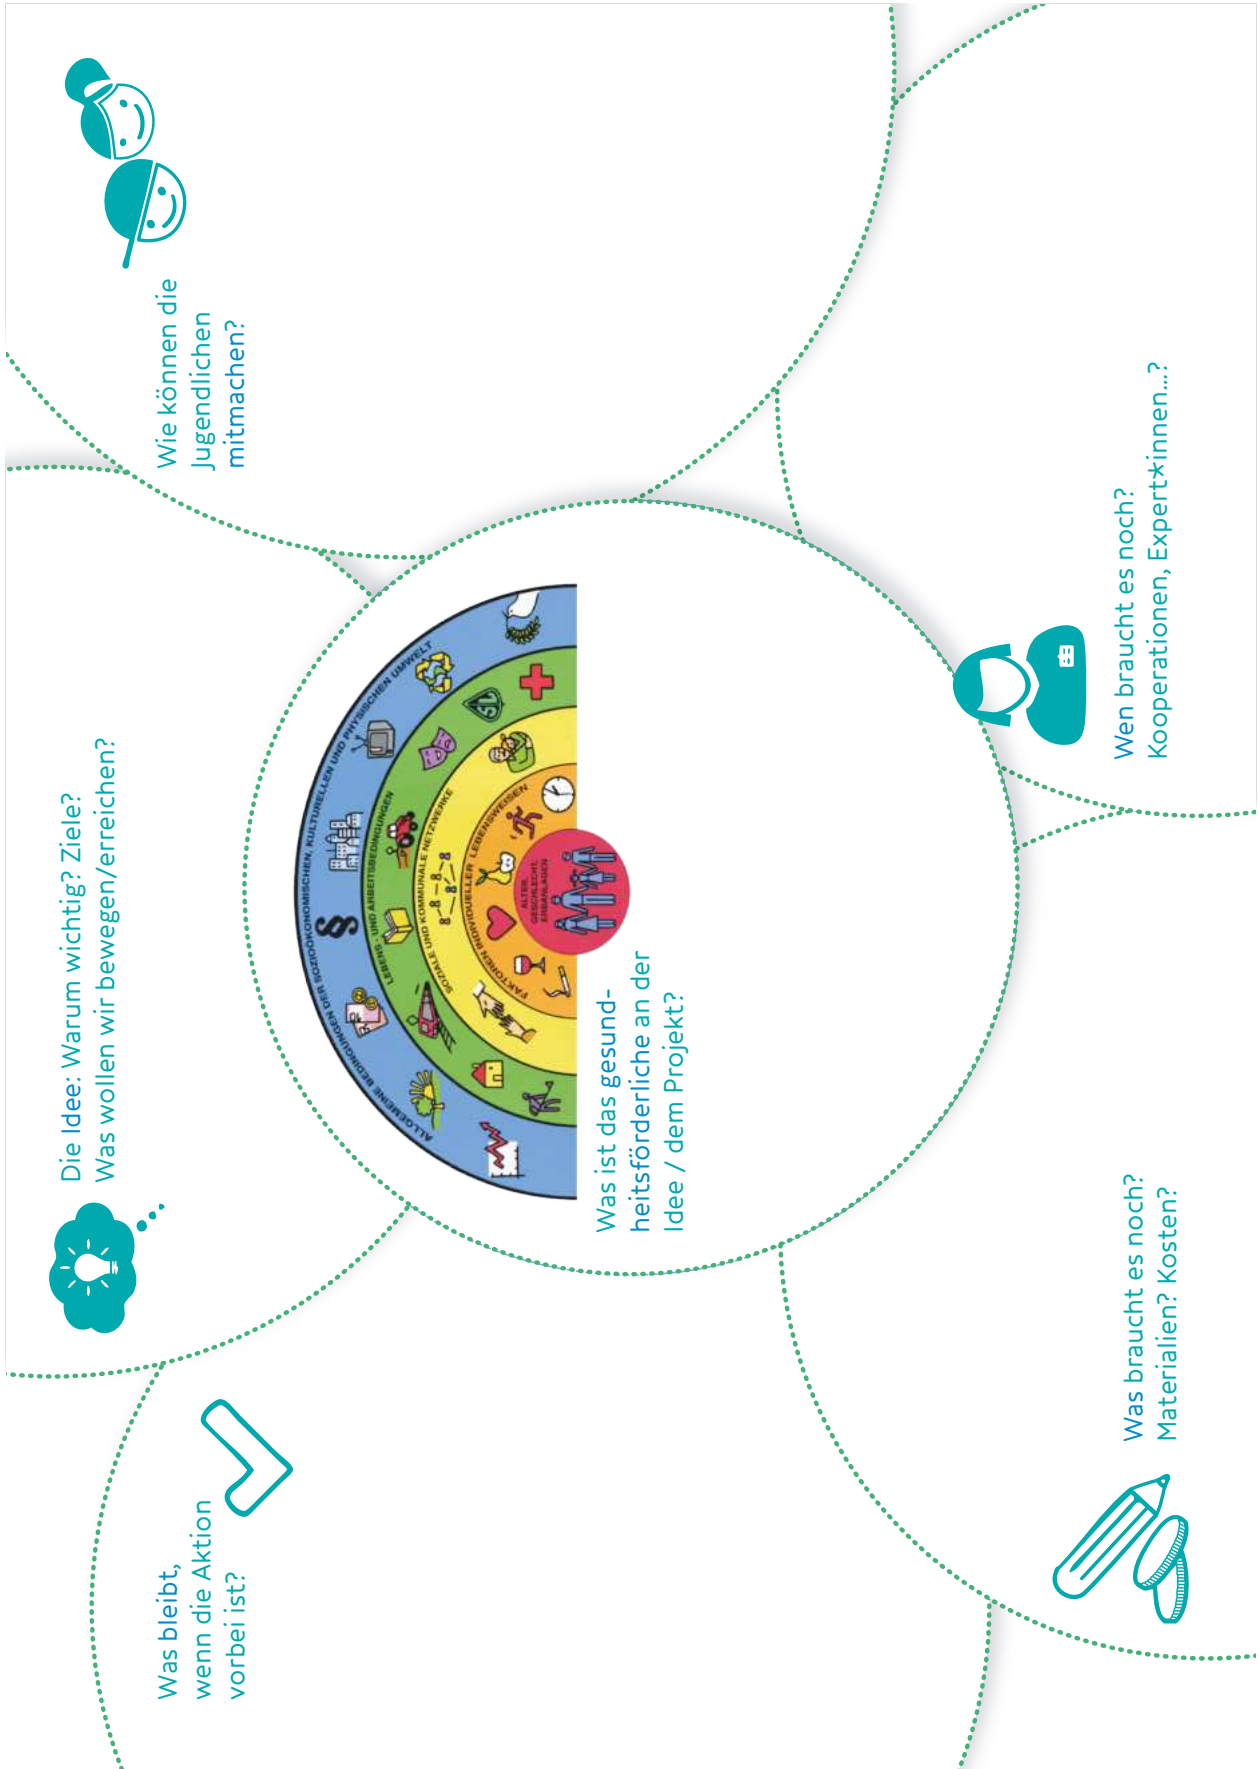 Die Idee: Warum wichtig? Ziele?
Was wollen wir bewegen/erreichen?
Wie können die
Jugendlichen
mitmachen?
Was bleibt,
wenn die Aktion
vorbei ist?
ALLGEMEINE BEDINGUNGEN DER SOZIOÖKONOMISCHEN, KULTURELLEN UND PHYSISCHEN UMWELT
LEBENS- UND ARBEITSBEDINGUNGEN
SOZIALE UND KOMMUNALE NETZWERKE
FAKTOREN INDIVIDUELLER LEBENSWEISEN
ALTER,
GESCHLECHT,
ERBANLAGEN
Was ist das gesund-
heitsförderliche an der
Idee / dem Projekt?
Was braucht es noch?
Materialien? Kosten?
Wen braucht es noch?
Kooperationen, Expert*innen...?